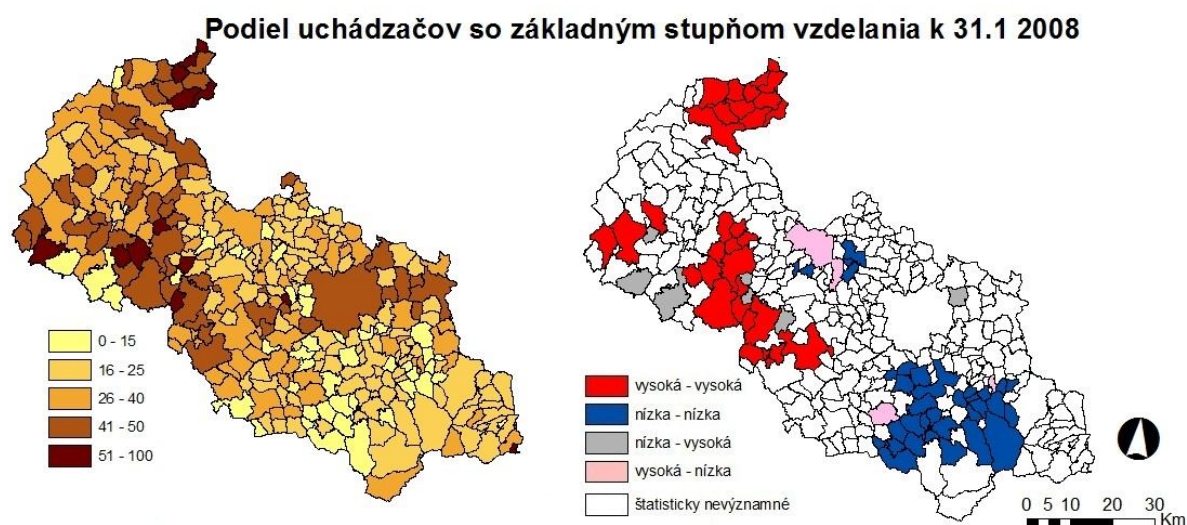 Podiel uchádzačov so základným stupňom vzdelania k 31.1 2008
0 - 15
16 - 25
26 - 40
41 - 50
51 - 100
vysoká - vysoká
nízka - nízka
nízka - vysoká
vysoká - nízka
štatisticky nevýznamné
0 5 10 20 30
Km